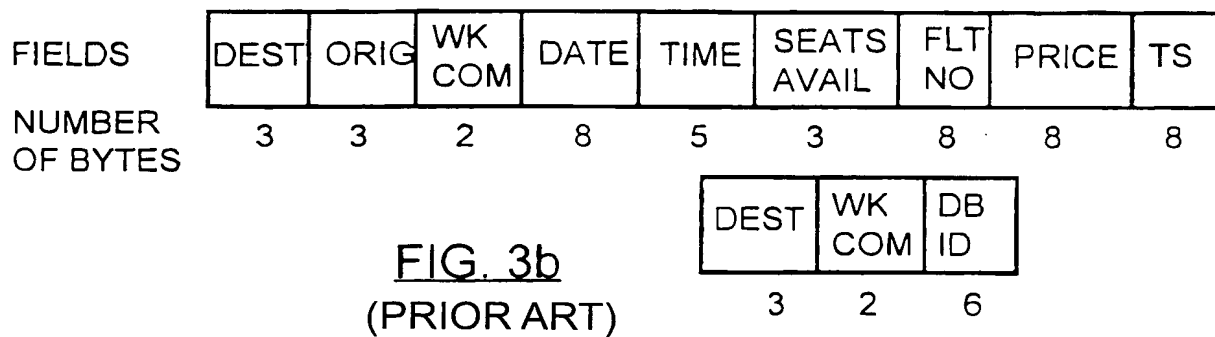 FIELDS DEST ORIG WK COM DATE TIME SEATS AVAIL FLT NO PRICE TS
NUMBER OF BYTES 3 3 2 8 5 3 8 8 8
DEST WK COM DB ID
3 2 6
FIG. 3b
(PRIOR ART)